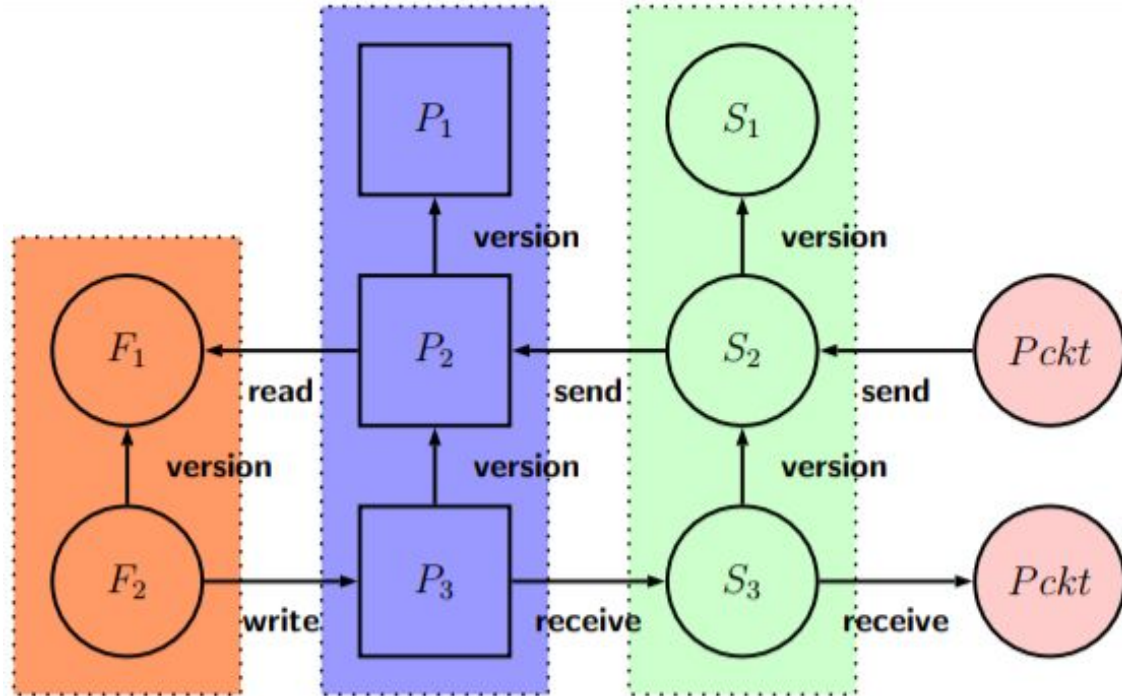 P₁ S₁
version version
F₁ P₂ S₂ Pckt
read send send
version version version
F₂ P₃ S₃ Pckt
write receive receive